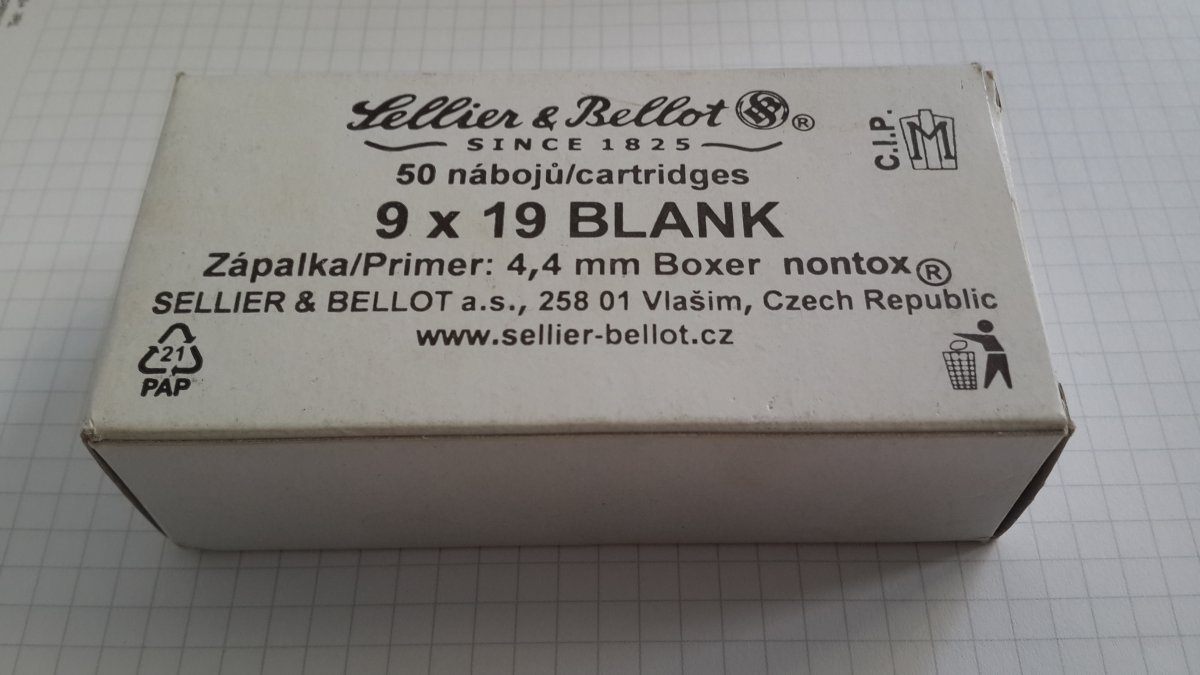 Sellier & Bellot ®
SINCE 1825
C.I.P.
M
50 nábojů/cartridges
9 x 19 BLANK
Zápalka/Primer: 4,4 mm Boxer nontox®
SELLIER & BELLOT a.s., 258 01 Vlašim, Czech Republic
www.sellier-bellot.cz
21
PAP